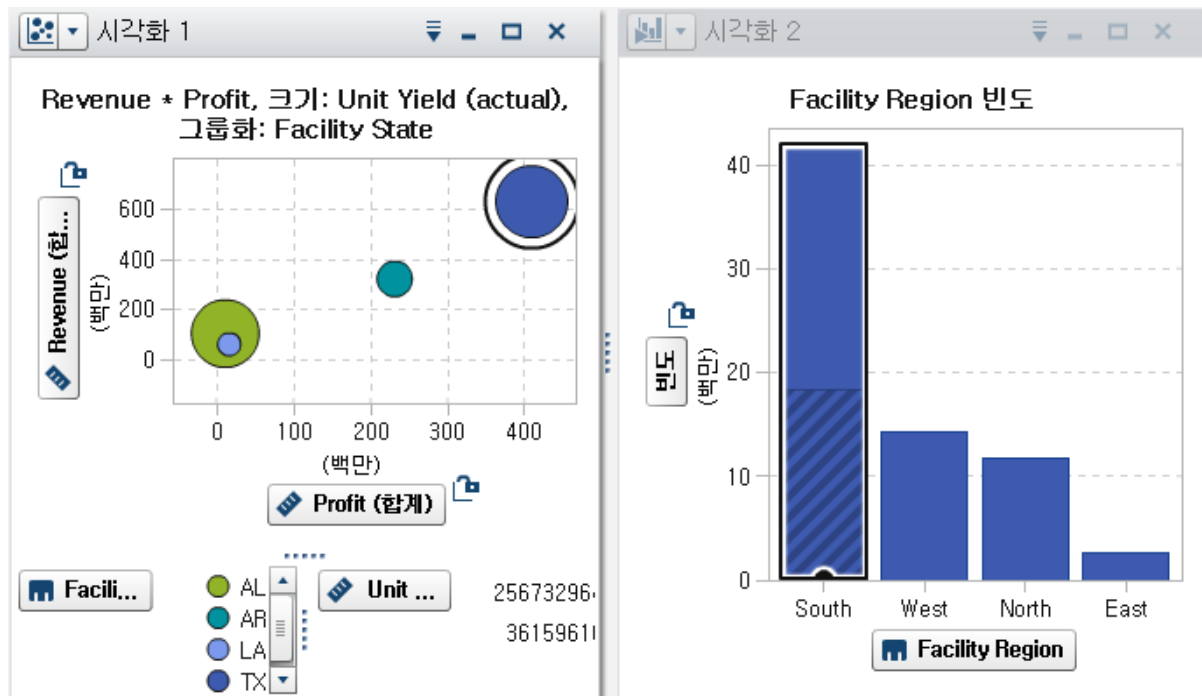 시각화 1
Revenue * Profit, 크기: Unit Yield (actual),
그룹화: Facility State
Revenue (합...
(백만)
600
400
200
0
0 100 200 300 400
(백만)
Profit (합계)
Facili...
AL
AR
LA
TX
Unit ...
25673296
3615961
시각화 2
Facility Region 빈도
빈도
(백만)
40
30
20
10
0
South West North East
Facility Region